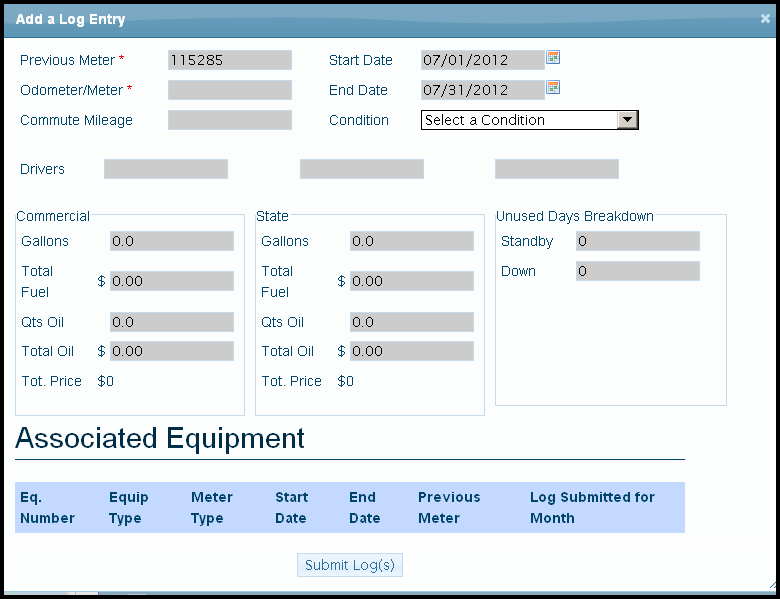 Add a Log Entry
Previous Meter * 115285 Start Date 07/01/2012
Odometer/Meter * End Date 07/31/2012
Commute Mileage Condition Select a Condition
Drivers
Commercial
Gallons 0.0
Total Fuel $ 0.00
Qts Oil 0.0
Total Oil $ 0.00
Tot. Price $0
State
Gallons 0.0
Total Fuel $ 0.00
Qts Oil 0.0
Total Oil $ 0.00
Tot. Price $0
Unused Days Breakdown
Standby 0
Down 0
Associated Equipment
Eq. Number Equip Type Meter Type Start Date End Date Previous Meter Log Submitted for Month
Submit Log(s)